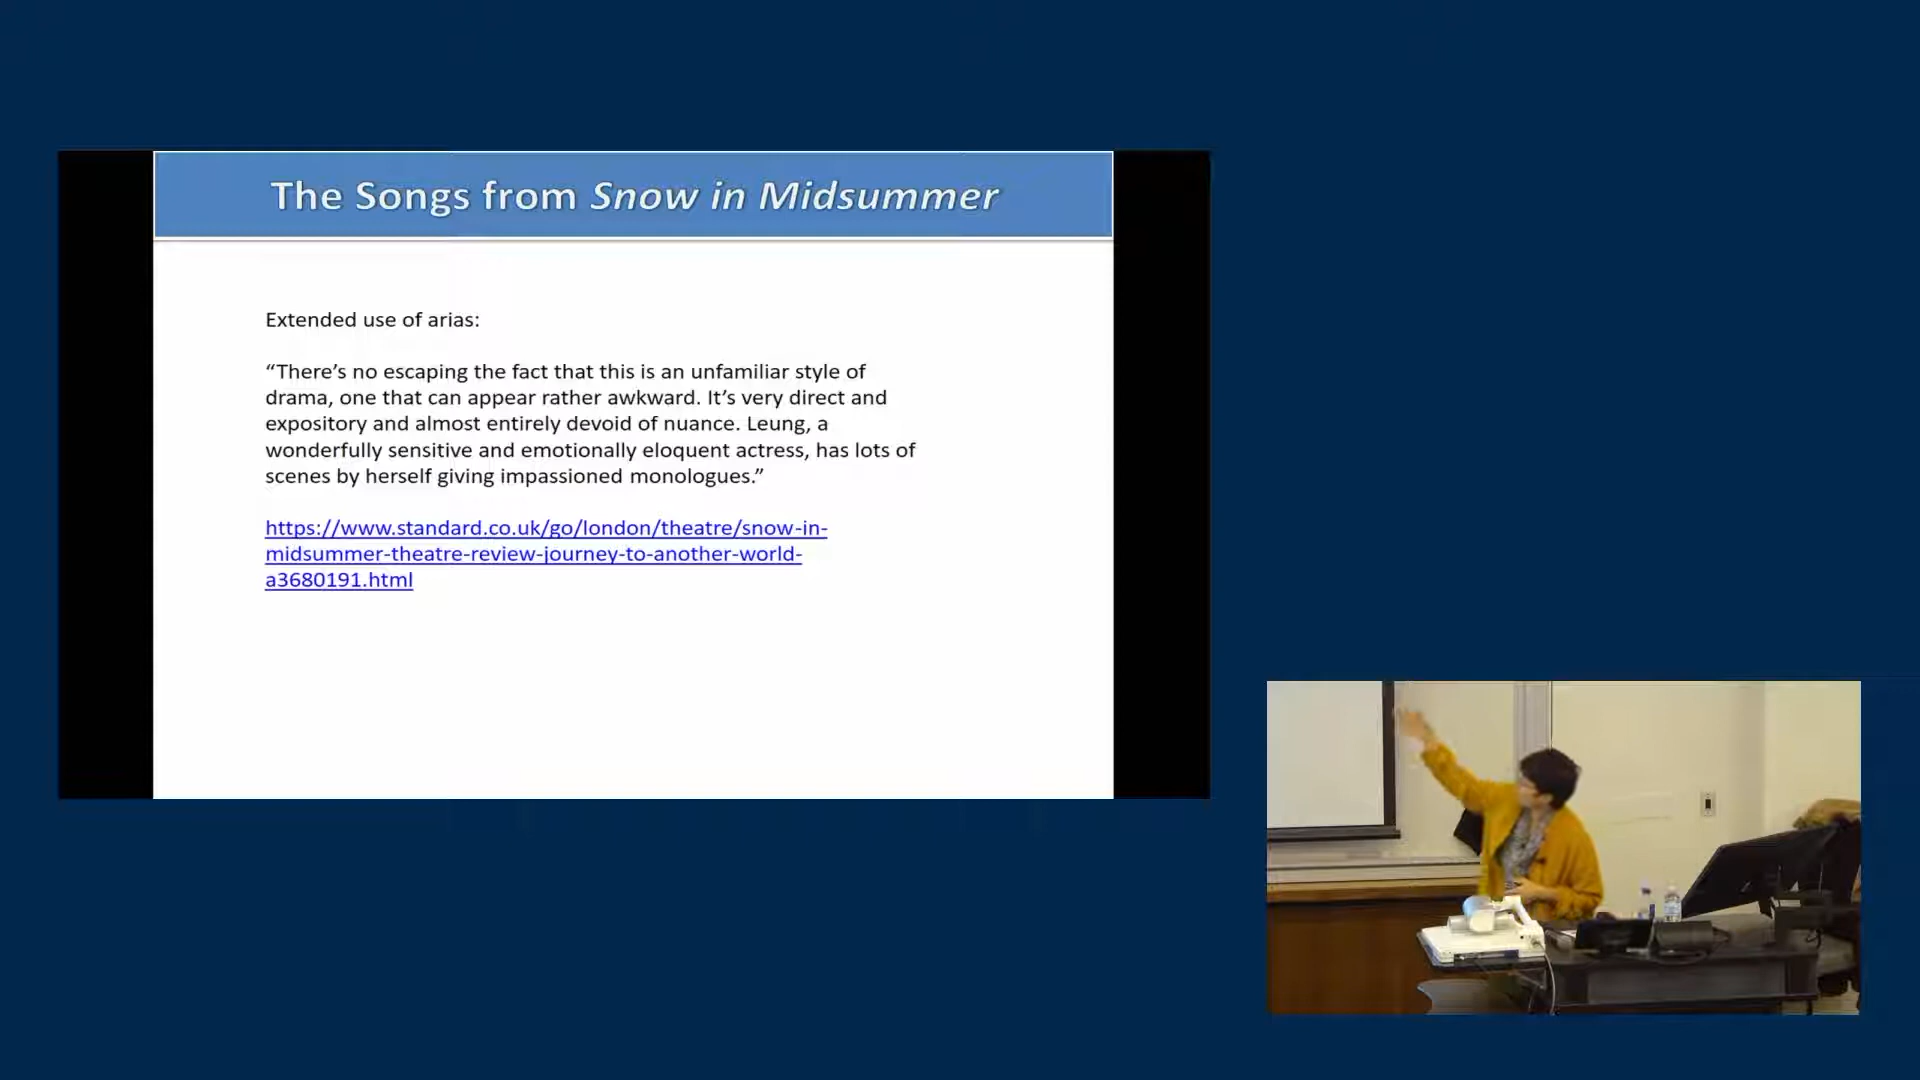 The Songs from Snow in Midsummer
Extended use of arias:
“There’s no escaping the fact that this is an unfamiliar style of
drama, one that can appear rather awkward. It’s very direct and
expository and almost entirely devoid of nuance. Leung, a
wonderfully sensitive and emotionally eloquent actress, has lots of
scenes by herself giving impassioned monologues.”
https://www.standard.co.uk/go/london/theatre/snow-in-
midsummer-theatre-review-journey-to-another-world-
a3680191.html